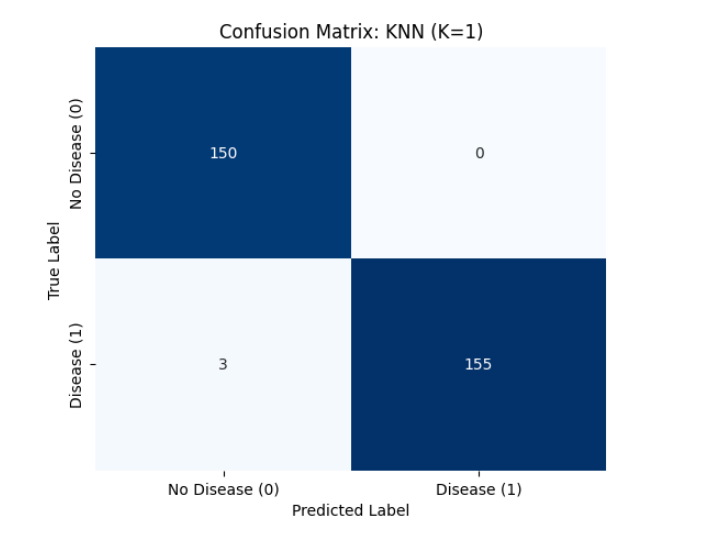 Confusion Matrix: KNN (K=1)
True Label
No Disease (0)
150
0
Disease (1)
3
155
No Disease (0)
Disease (1)
Predicted Label